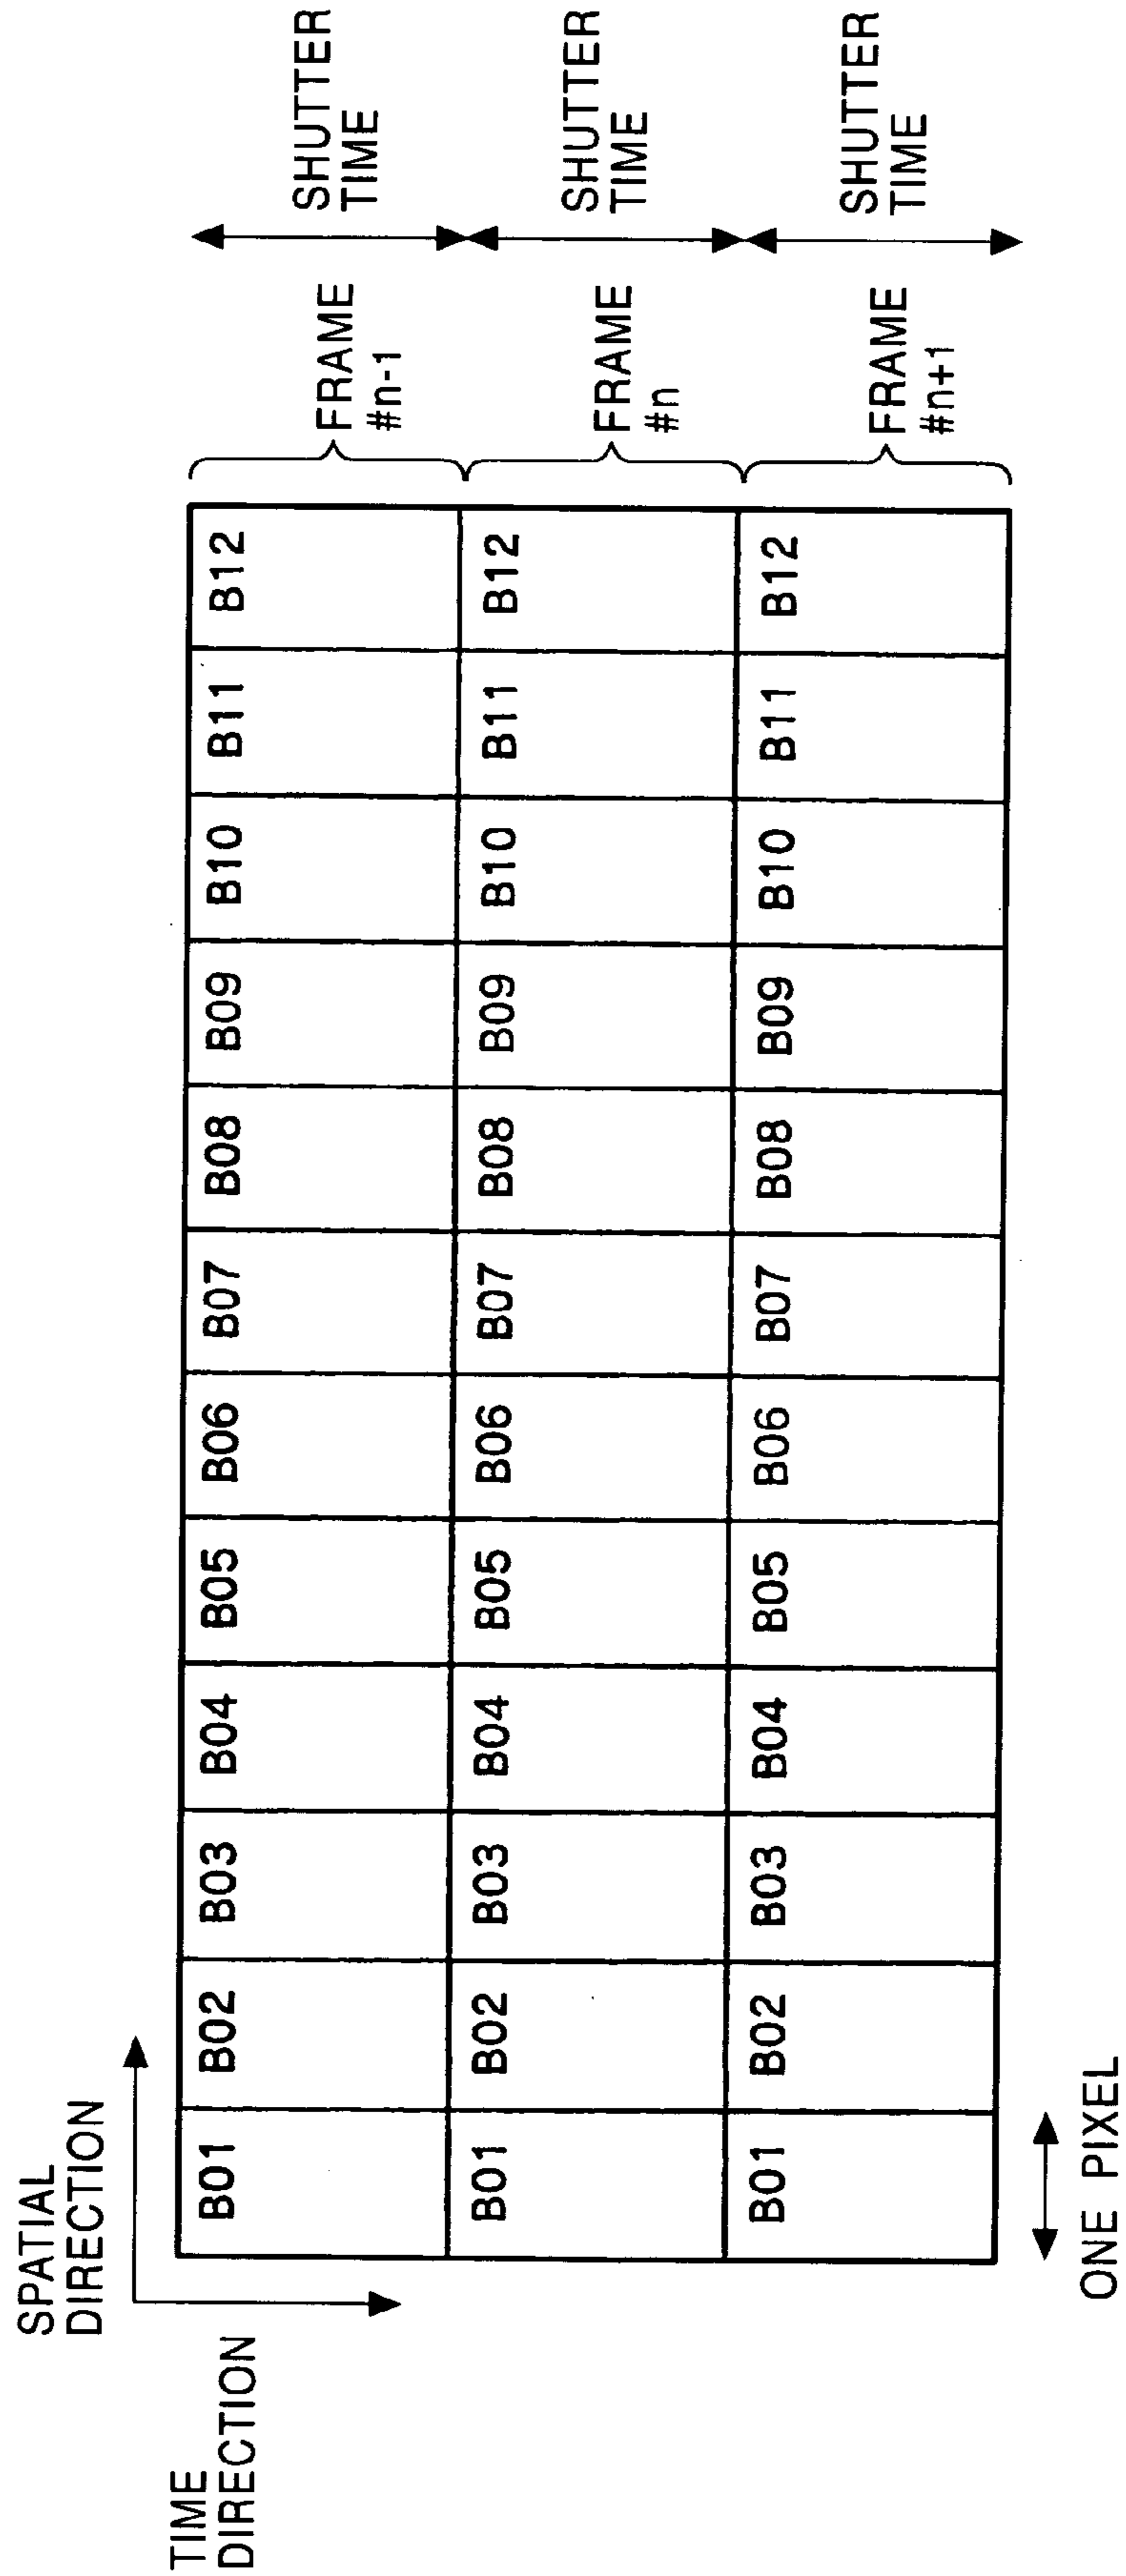 SPATIAL
DIRECTION
TIME
DIRECTION
B01 B02 B03 B04 B05 B06 B07 B08 B09 B10 B11 B12
FRAME
#n-1
SHUTTER
TIME
B01 B02 B03 B04 B05 B06 B07 B08 B09 B10 B11 B12
FRAME
#n
SHUTTER
TIME
B01 B02 B03 B04 B05 B06 B07 B08 B09 B10 B11 B12
FRAME
#n+1
SHUTTER
TIME
ONE PIXEL